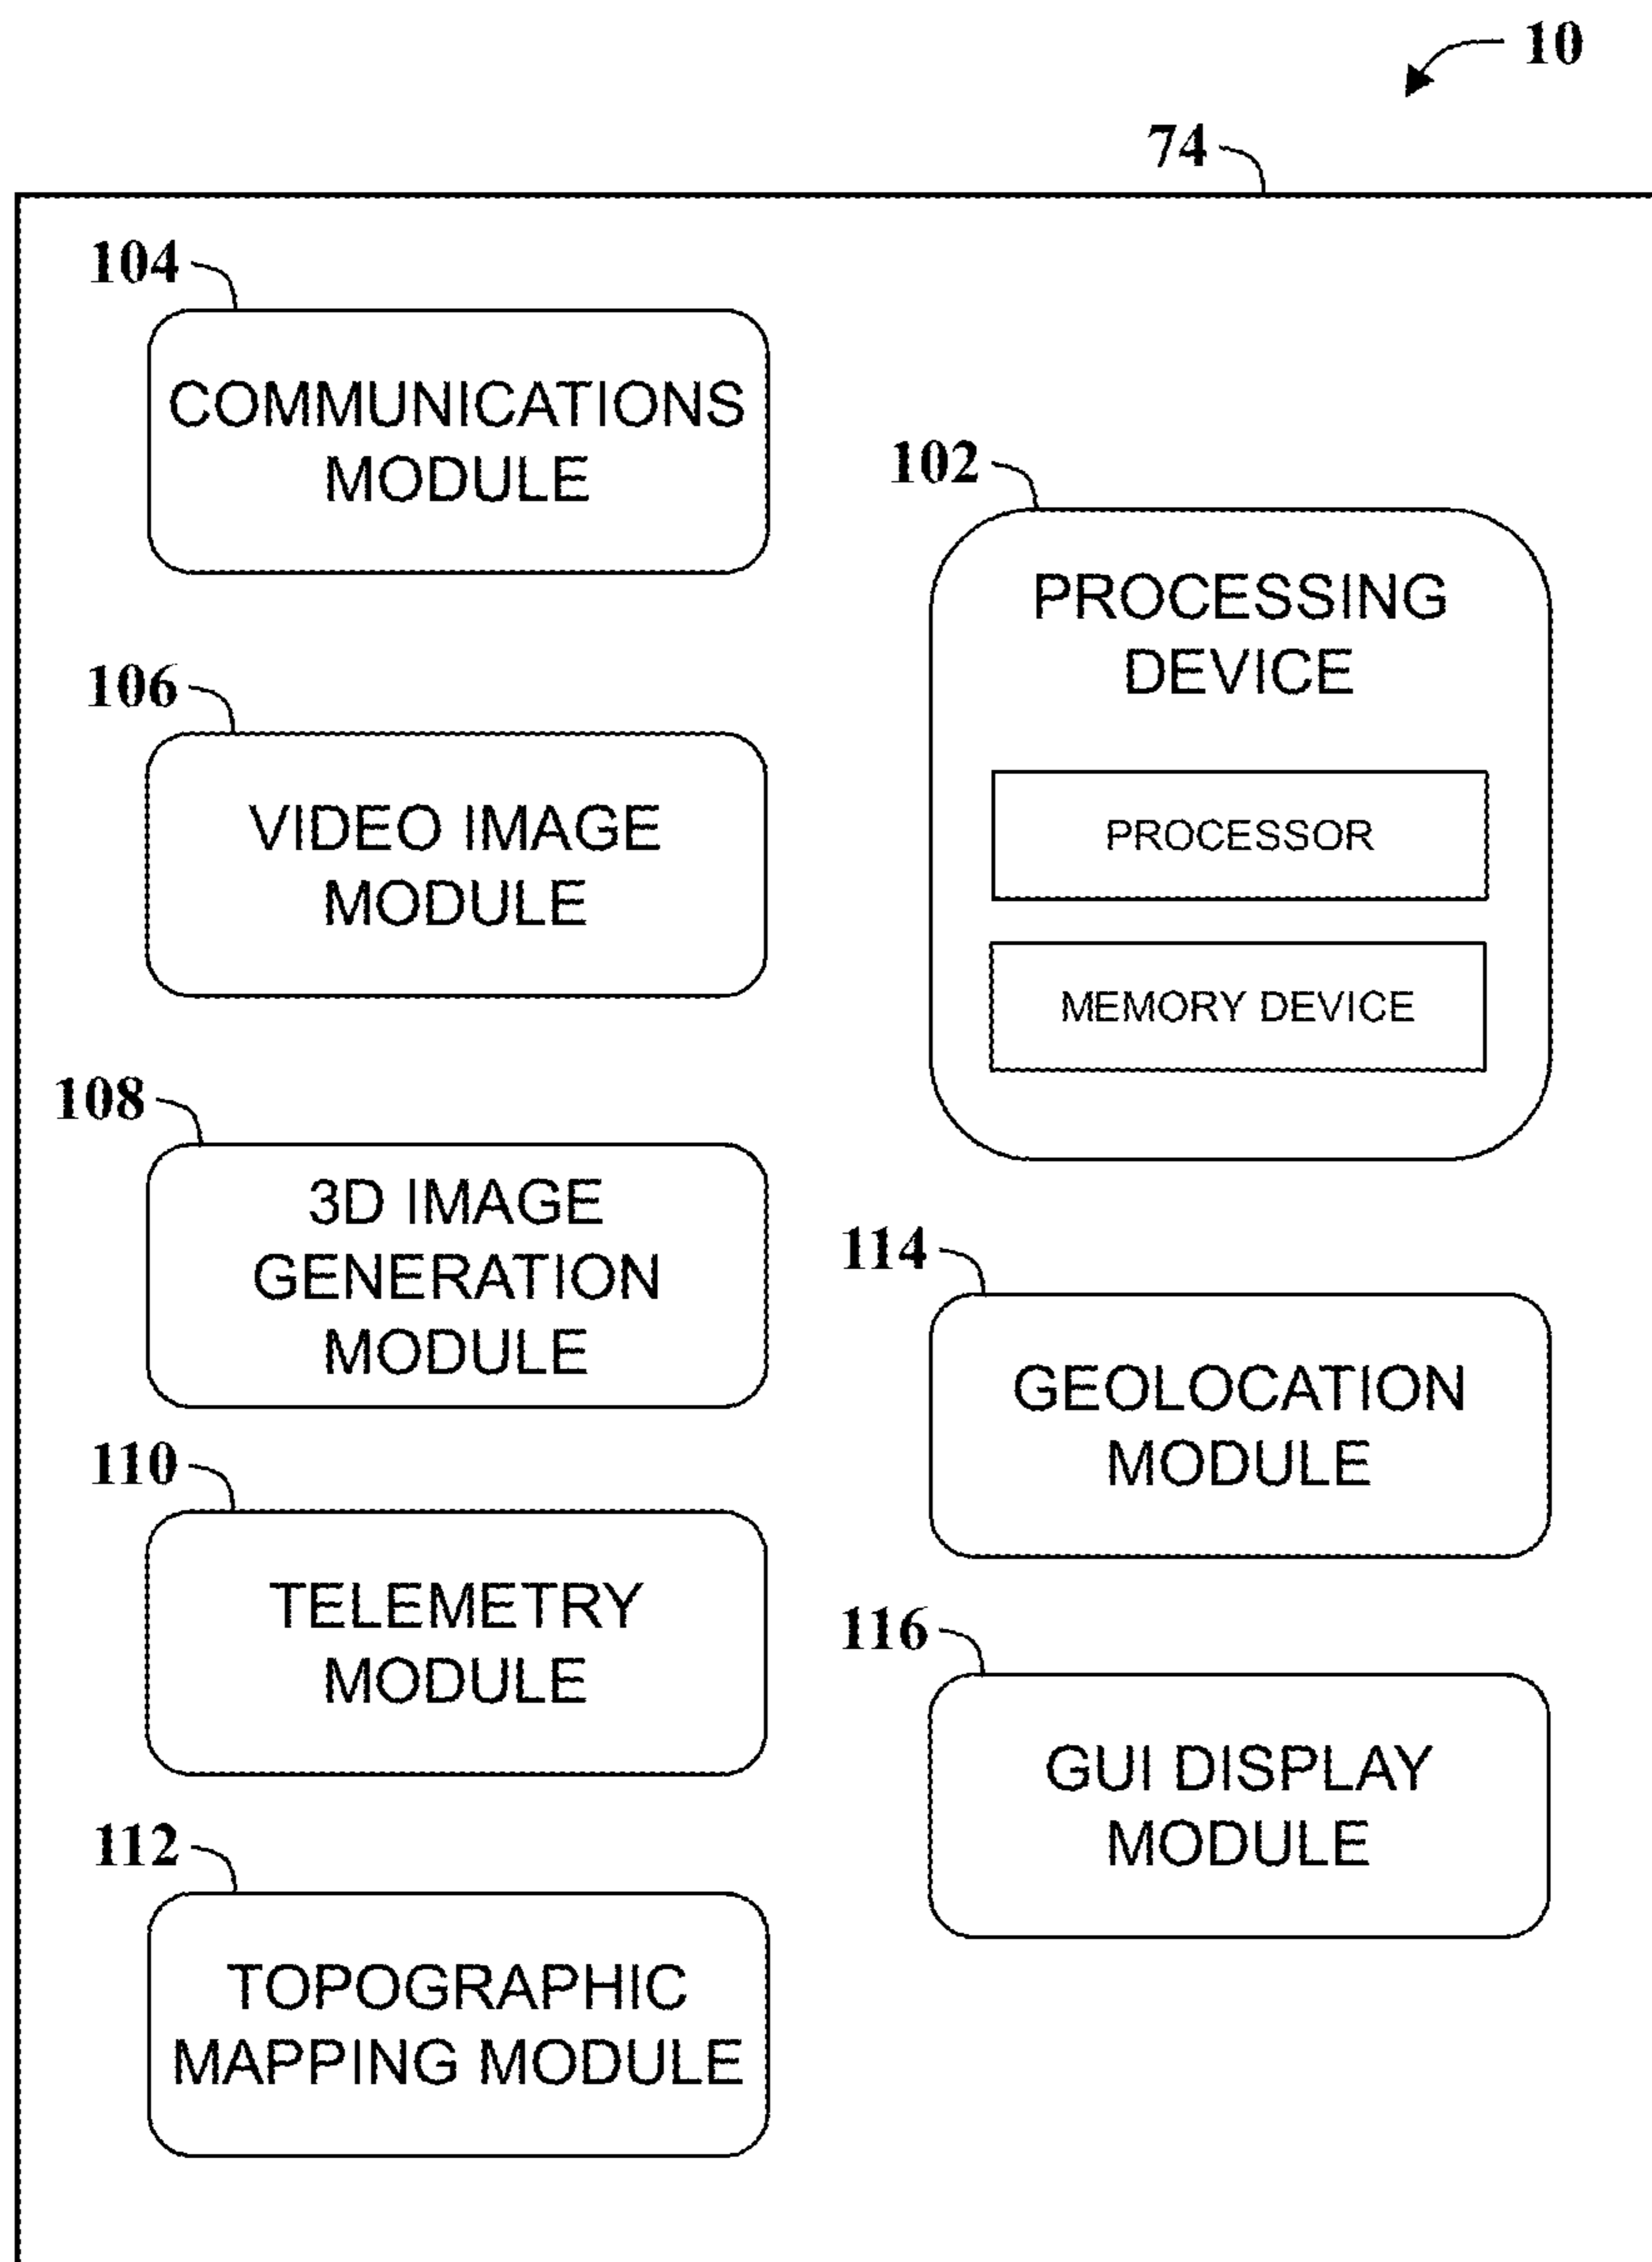 10
74
104
COMMUNICATIONS
MODULE
102
PROCESSING
DEVICE
PROCESSOR
MEMORY DEVICE
106
VIDEO IMAGE
MODULE
108
3D IMAGE
GENERATION
MODULE
114
GEOLOCATION
MODULE
110
TELEMETRY
MODULE
116
GUI DISPLAY
MODULE
112
TOPOGRAPHIC
MAPPING MODULE